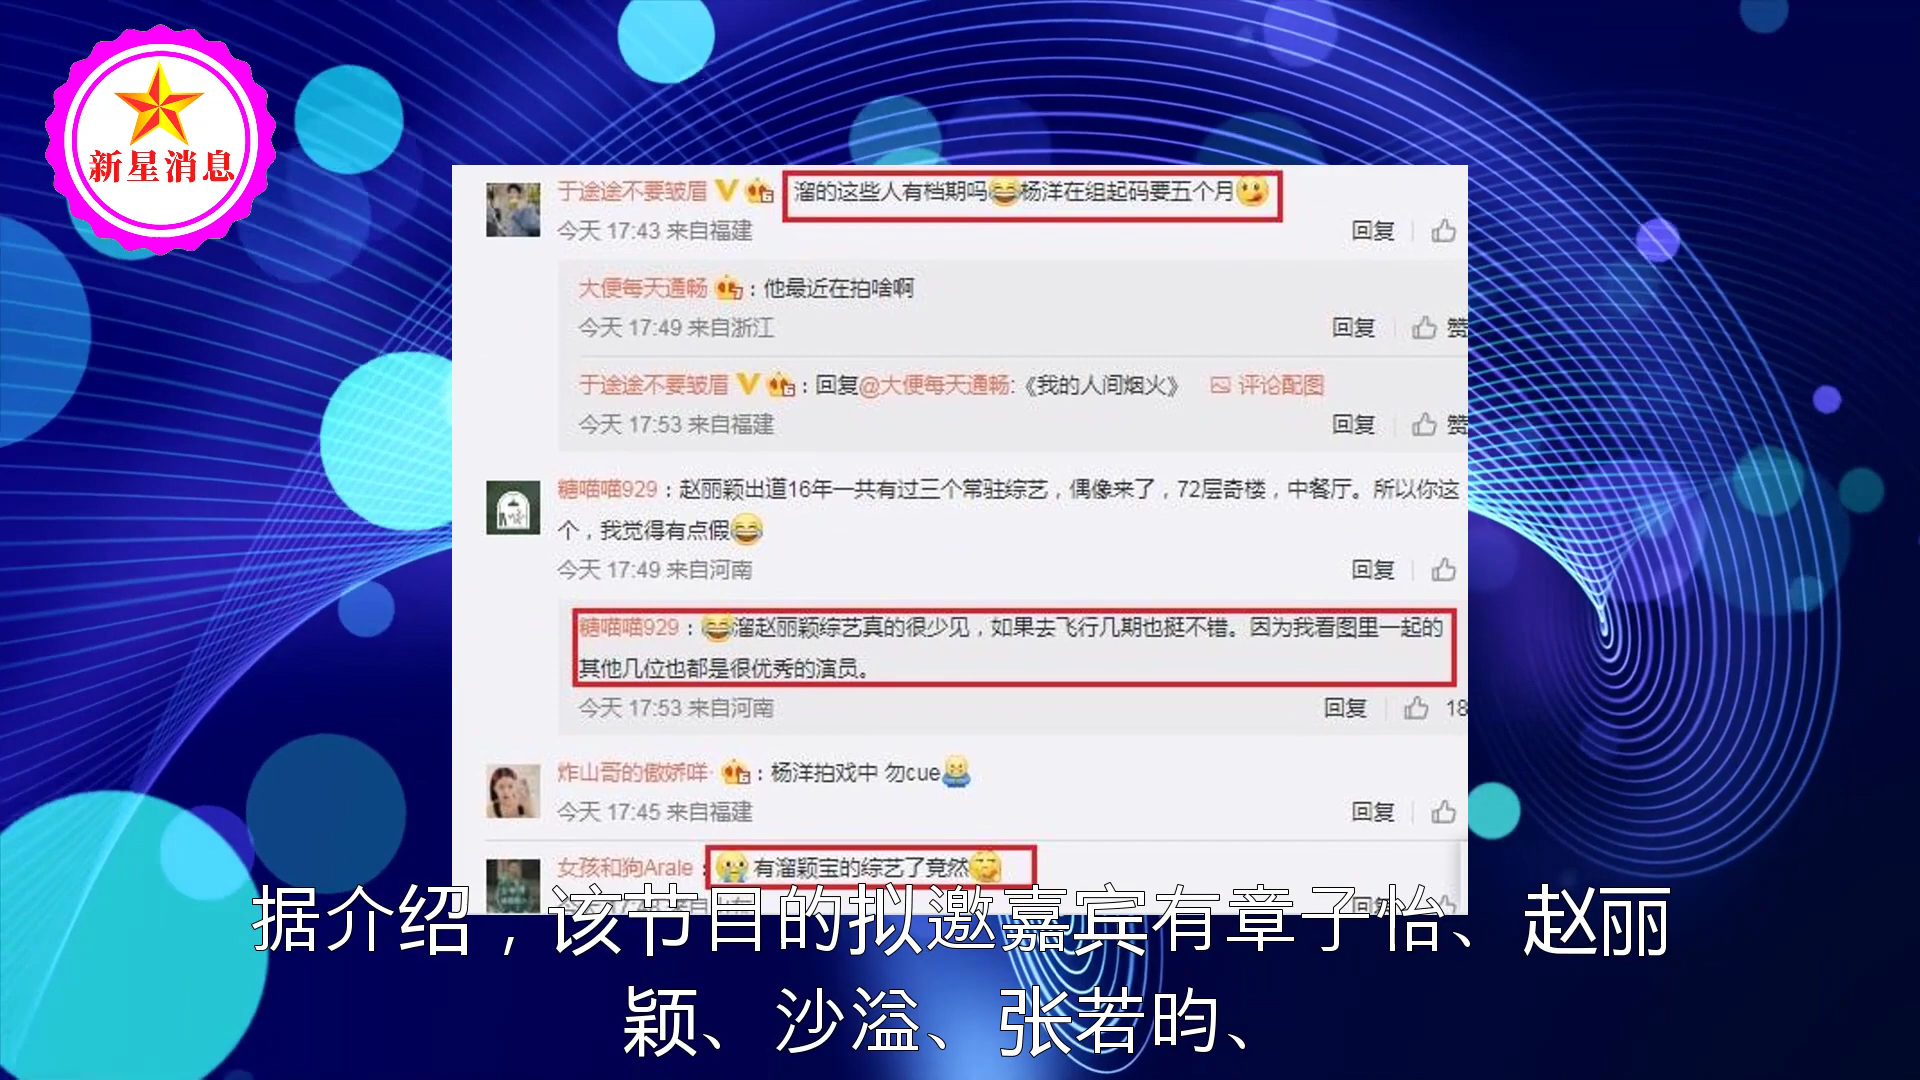 新星消息
于途途不要皱眉
溜的这些人有档期吗杨洋在组起码要五个月
今天 17:43 来自福建
回复
大便每天通畅：他最近在拍啥啊
今天 17:49 来自浙江
回复 赞
于途途不要皱眉：回复@大便每天通畅:《我的人间烟火》 评论配图
今天 17:53 来自福建
回复 赞
糖喵喵929：赵丽颖出道16年一共有过三个常驻综艺，偶像来了，72层奇楼，中餐厅。所以你这
个，我觉得有点假
今天 17:49 来自河南
回复
糖喵喵929：溜赵丽颖综艺真的很少见，如果去飞行几期也挺不错。因为我看图里一起的
其他几位也都是很优秀的演员。
今天 17:53 来自河南
回复 18
炸山哥的傲娇咩：杨洋拍戏中 勿cue
今天 17:45 来自福建
回复
女孩和狗Arale：有溜颖宝的综艺了竟然
据介绍，该节目的拟邀嘉宾有章子怡、赵丽
颖、沙溢、张若昀、